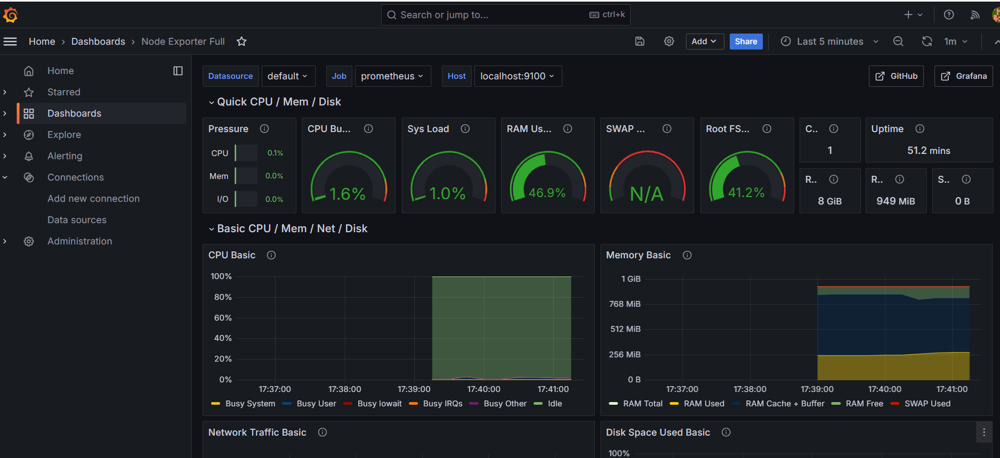 Search or jump to...
ctrl+k
Home › Dashboards › Node Exporter Full
Add
Share
Last 5 minutes
1m
Home
Starred
Dashboards
Explore
Alerting
Connections
Add new connection
Data sources
Administration
Datasource default
Job prometheus
Host localhost:9100
GitHub
Grafana
Quick CPU / Mem / Disk
Pressure
CPU 0.1%
Mem 0.0%
I/O 0.0%
CPU Bu...
1.6%
Sys Load
1.0%
RAM Us...
46.9%
SWAP ...
N/A
Root FS...
41.2%
C..
1
Uptime
51.2 mins
R..
8 GiB
R..
949 MiB
S..
0 B
Basic CPU / Mem / Net / Disk
CPU Basic
100%
80%
60%
40%
20%
0%
17:37:00 17:38:00 17:39:00 17:40:00 17:41:00
Busy System Busy User Busy Iowait Busy IRQs Busy Other Idle
Memory Basic
1 GiB
768 MiB
512 MiB
256 MiB
0 B
17:37:00 17:38:00 17:39:00 17:40:00 17:41:00
RAM Total RAM Used RAM Cache + Buffer RAM Free SWAP Used
Network Traffic Basic
Disk Space Used Basic
100%